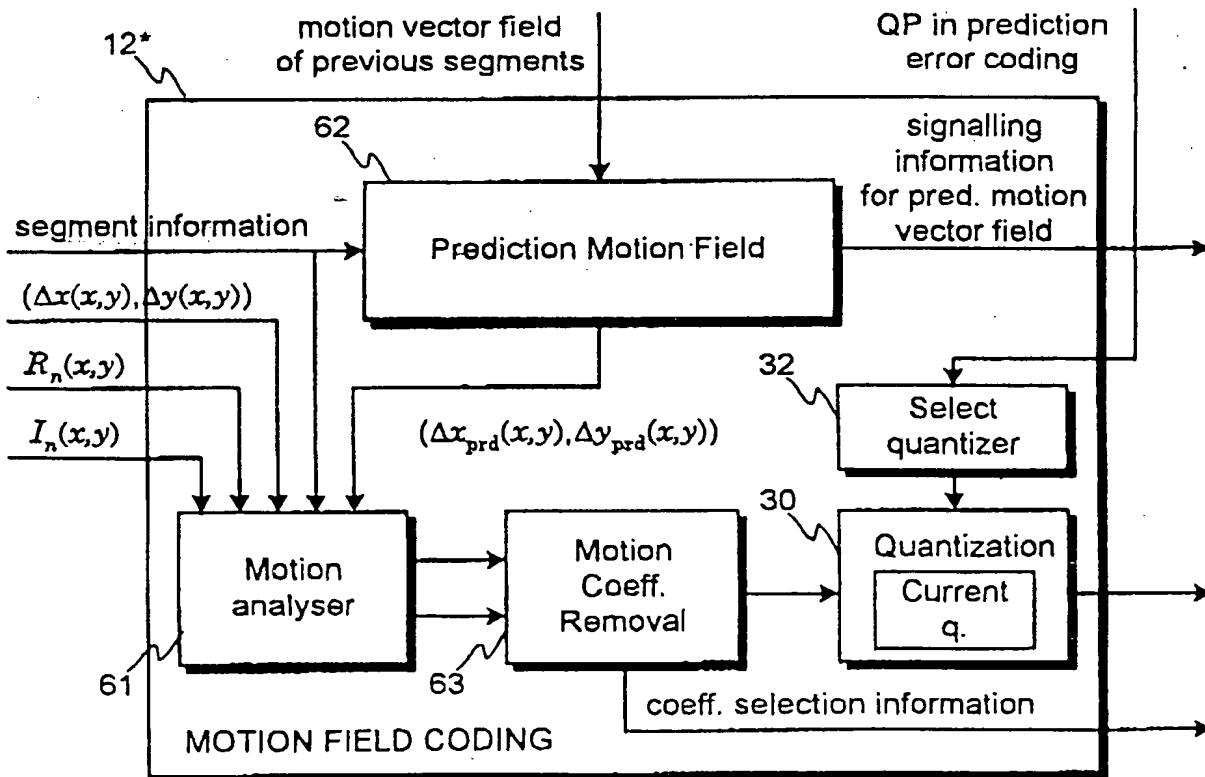 12*
motion vector field
of previous segments
QP in prediction
error coding
62
signalling
information
for pred. motion
vector field
segment information
Prediction Motion Field
(Δx(x,y),Δy(x,y))
R_n(x,y)
I_n(x,y)
(Δx_prd(x,y),Δy_prd(x,y))
32
Select
quantizer
Motion
analyser
61
Motion
Coeff.
Removal
63
30
Quantization
Current
q.
coeff. selection information
MOTION FIELD CODING